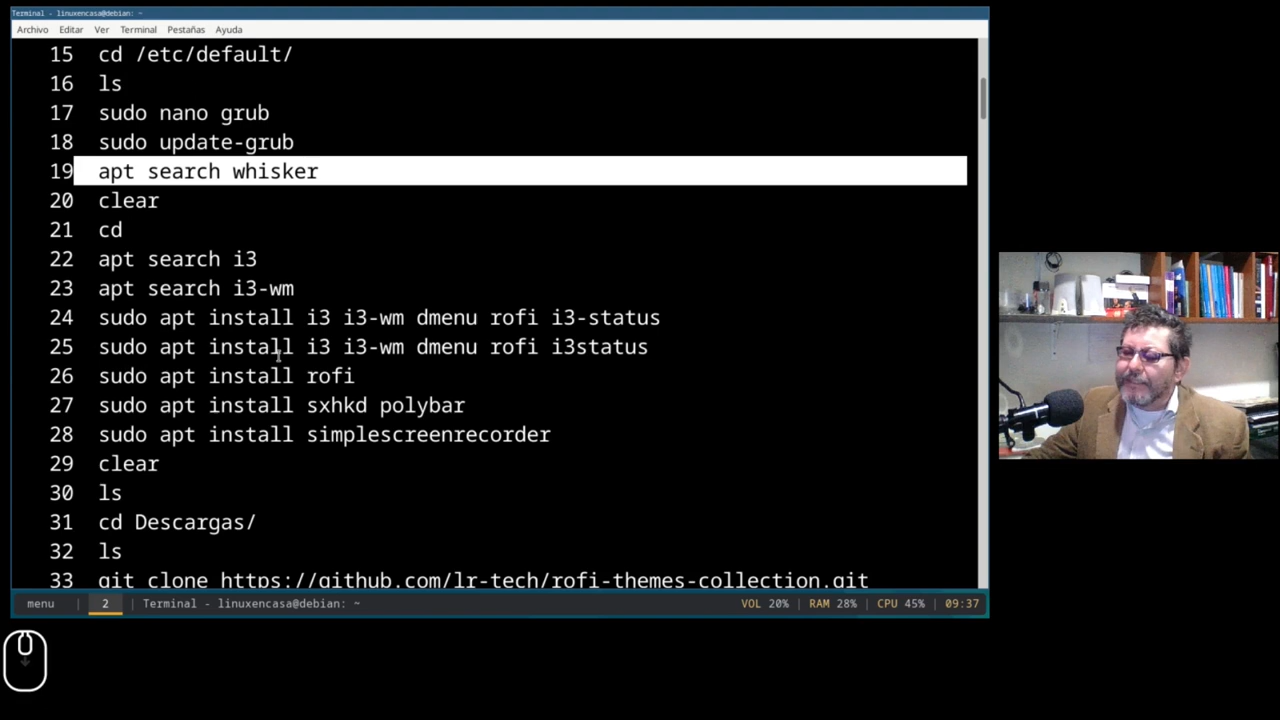 Terminal - linuxencasa@debian: ~
Archivo Editar Ver Terminal Pestañas Ayuda
15 cd /etc/default/
16 ls
17 sudo nano grub
18 sudo update-grub
19 apt search whisker
20 clear
21 cd
22 apt search i3
23 apt search i3-wm
24 sudo apt install i3 i3-wm dmenu rofi i3-status
25 sudo apt install i3 i3-wm dmenu rofi i3status
26 sudo apt install rofi
27 sudo apt install sxhkd polybar
28 sudo apt install simplescreenrecorder
29 clear
30 ls
31 cd Descargas/
32 ls
33 git clone https://github.com/lr-tech/rofi-themes-collection.git
menu | 2 | Terminal - linuxencasa@debian: ~ VOL 20% | RAM 28% | CPU 45% | 09:37